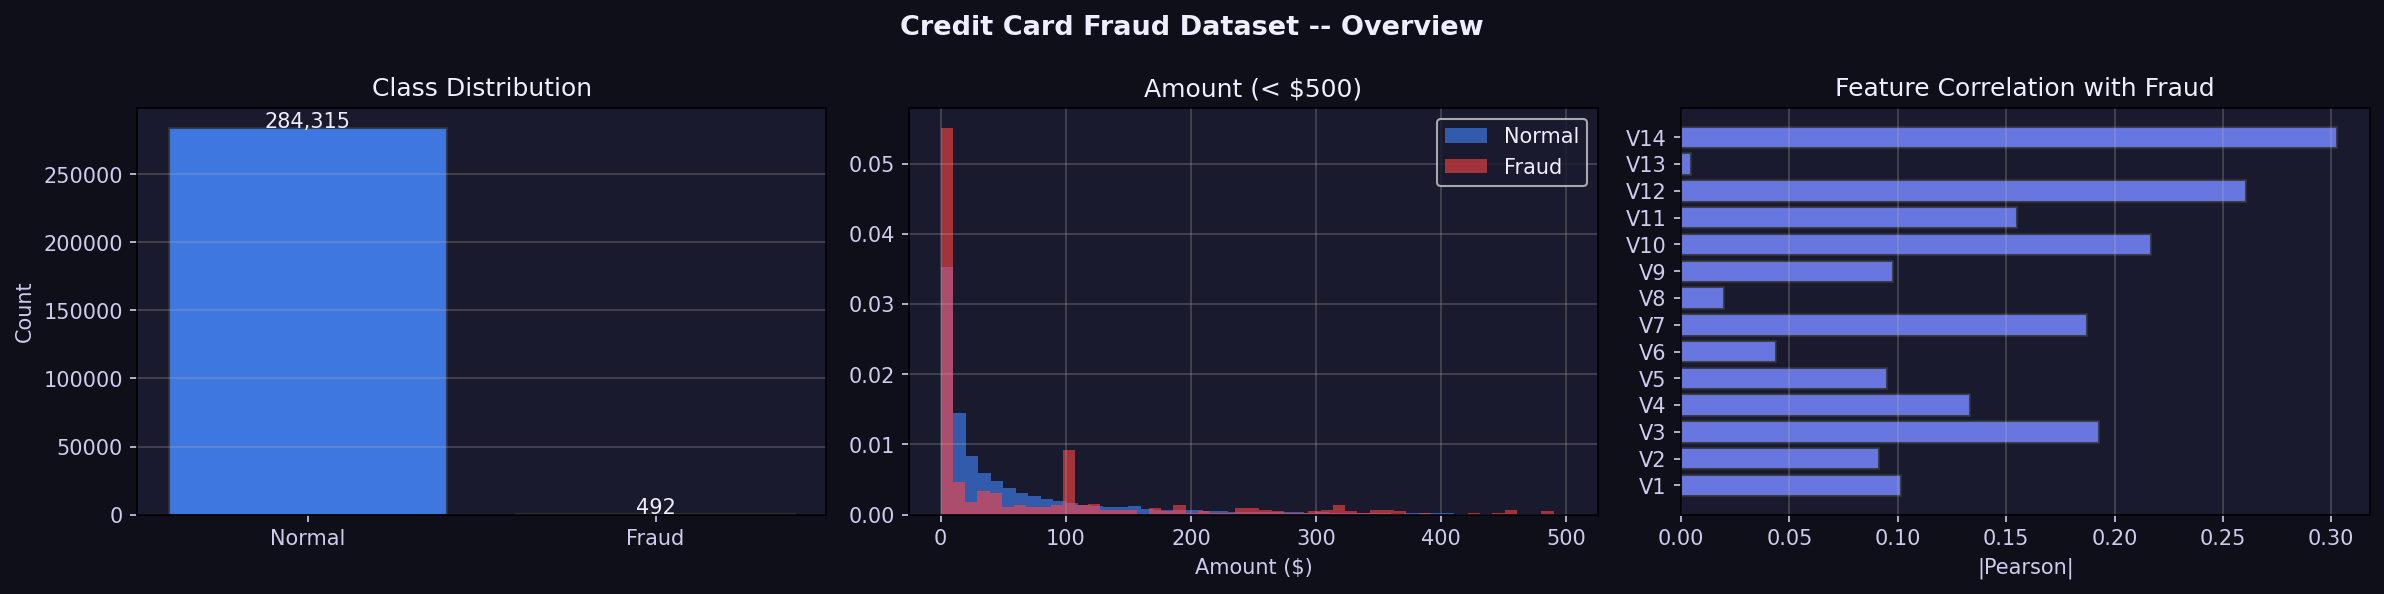 Credit Card Fraud Dataset -- Overview
Class Distribution
284,315
492
250000
200000
150000
100000
50000
0
Count
Normal
Fraud
Amount (< $500)
Normal
Fraud
0.05
0.04
0.03
0.02
0.01
0.00
0
100
200
300
400
500
Amount ($)
Feature Correlation with Fraud
V14
V13
V12
V11
V10
V9
V8
V7
V6
V5
V4
V3
V2
V1
0.00
0.05
0.10
0.15
0.20
0.25
0.30
|Pearson|